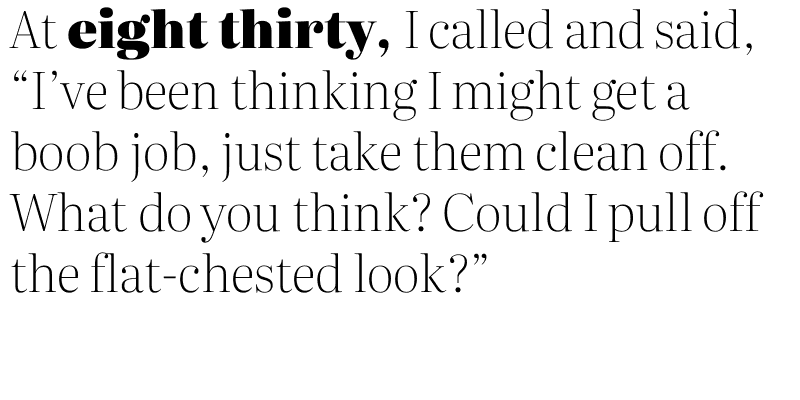 At eight thirty, I called and said,
“I’ve been thinking I might get a
boob job, just take them clean off.
What do you think? Could I pull off
the flat-chested look?”